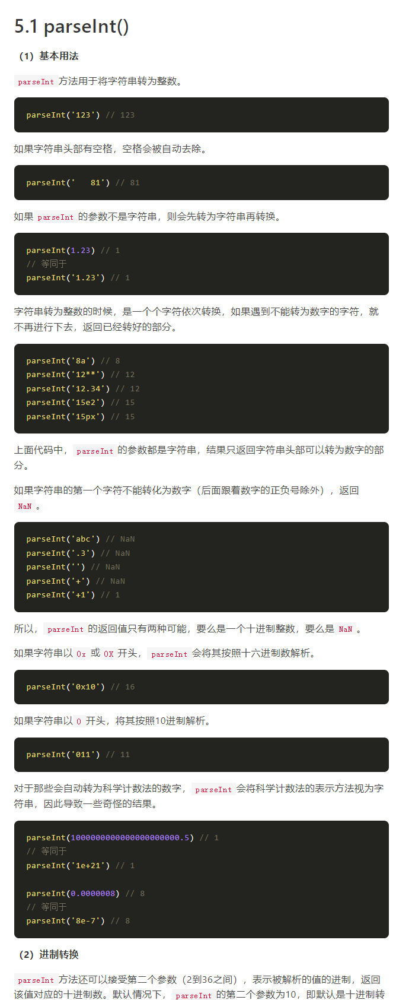 5.1 parseInt()
（1）基本用法
parseInt 方法用于将字符串转为整数。
parseInt('123') // 123
如果字符串头部有空格，空格会被自动去除。
parseInt('   81') // 81
如果 parseInt 的参数不是字符串，则会先转为字符串再转换。
parseInt(1.23) // 1
// 等同于
parseInt('1.23') // 1
字符串转为整数的时候，是一个个字符依次转换，如果遇到不能转为数字的字符，就
不再进行下去，返回已经转好的部分。
parseInt('8a') // 8
parseInt('12**') // 12
parseInt('12.34') // 12
parseInt('15e2') // 15
parseInt('15px') // 15
上面代码中， parseInt 的参数都是字符串，结果只返回字符串头部可以转为数字的部
分。
如果字符串的第一个字符不能转化为数字（后面跟着数字的正负号除外），返回
NaN 。
parseInt('abc') // NaN
parseInt('.3') // NaN
parseInt('') // NaN
parseInt('+') // NaN
parseInt('+1') // 1
所以， parseInt 的返回值只有两种可能，要么是一个十进制整数，要么是 NaN 。
如果字符串以 0x 或 0X 开头， parseInt 会将其按照十六进制数解析。
parseInt('0x10') // 16
如果字符串以 0 开头，将其按照10进制解析。
parseInt('011') // 11
对于那些会自动转为科学计数法的数字， parseInt 会将科学计数法的表示方法视为字
符串，因此导致一些奇怪的结果。
parseInt(1000000000000000000000.5) // 1
// 等同于
parseInt('1e+21') // 1
parseInt(0.0000008) // 8
// 等同于
parseInt('8e-7') // 8
（2）进制转换
parseInt 方法还可以接受第二个参数（2到36之间），表示被解析的值的进制，返回
该值对应的十进制数。默认情况下， parseInt 的第二个参数为10，即默认是十进制转